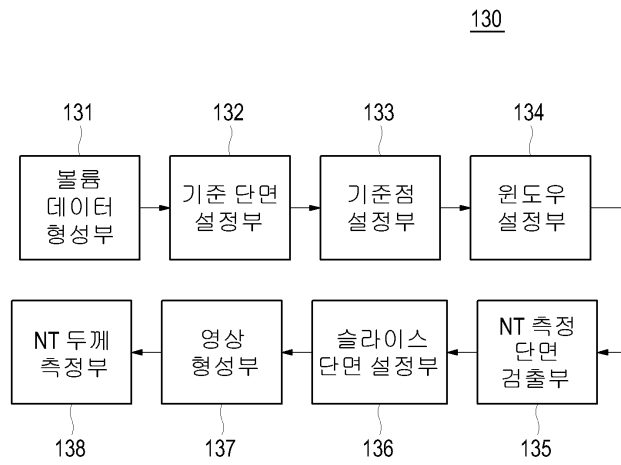 130
131
132
133
134
볼륨
데이터
형성부
기준 단면
설정부
기준점
설정부
윈도우
설정부
NT 두께
측정부
영상
형성부
슬라이스
단면 설정부
NT 측정
단면
검출부
138
137
136
135